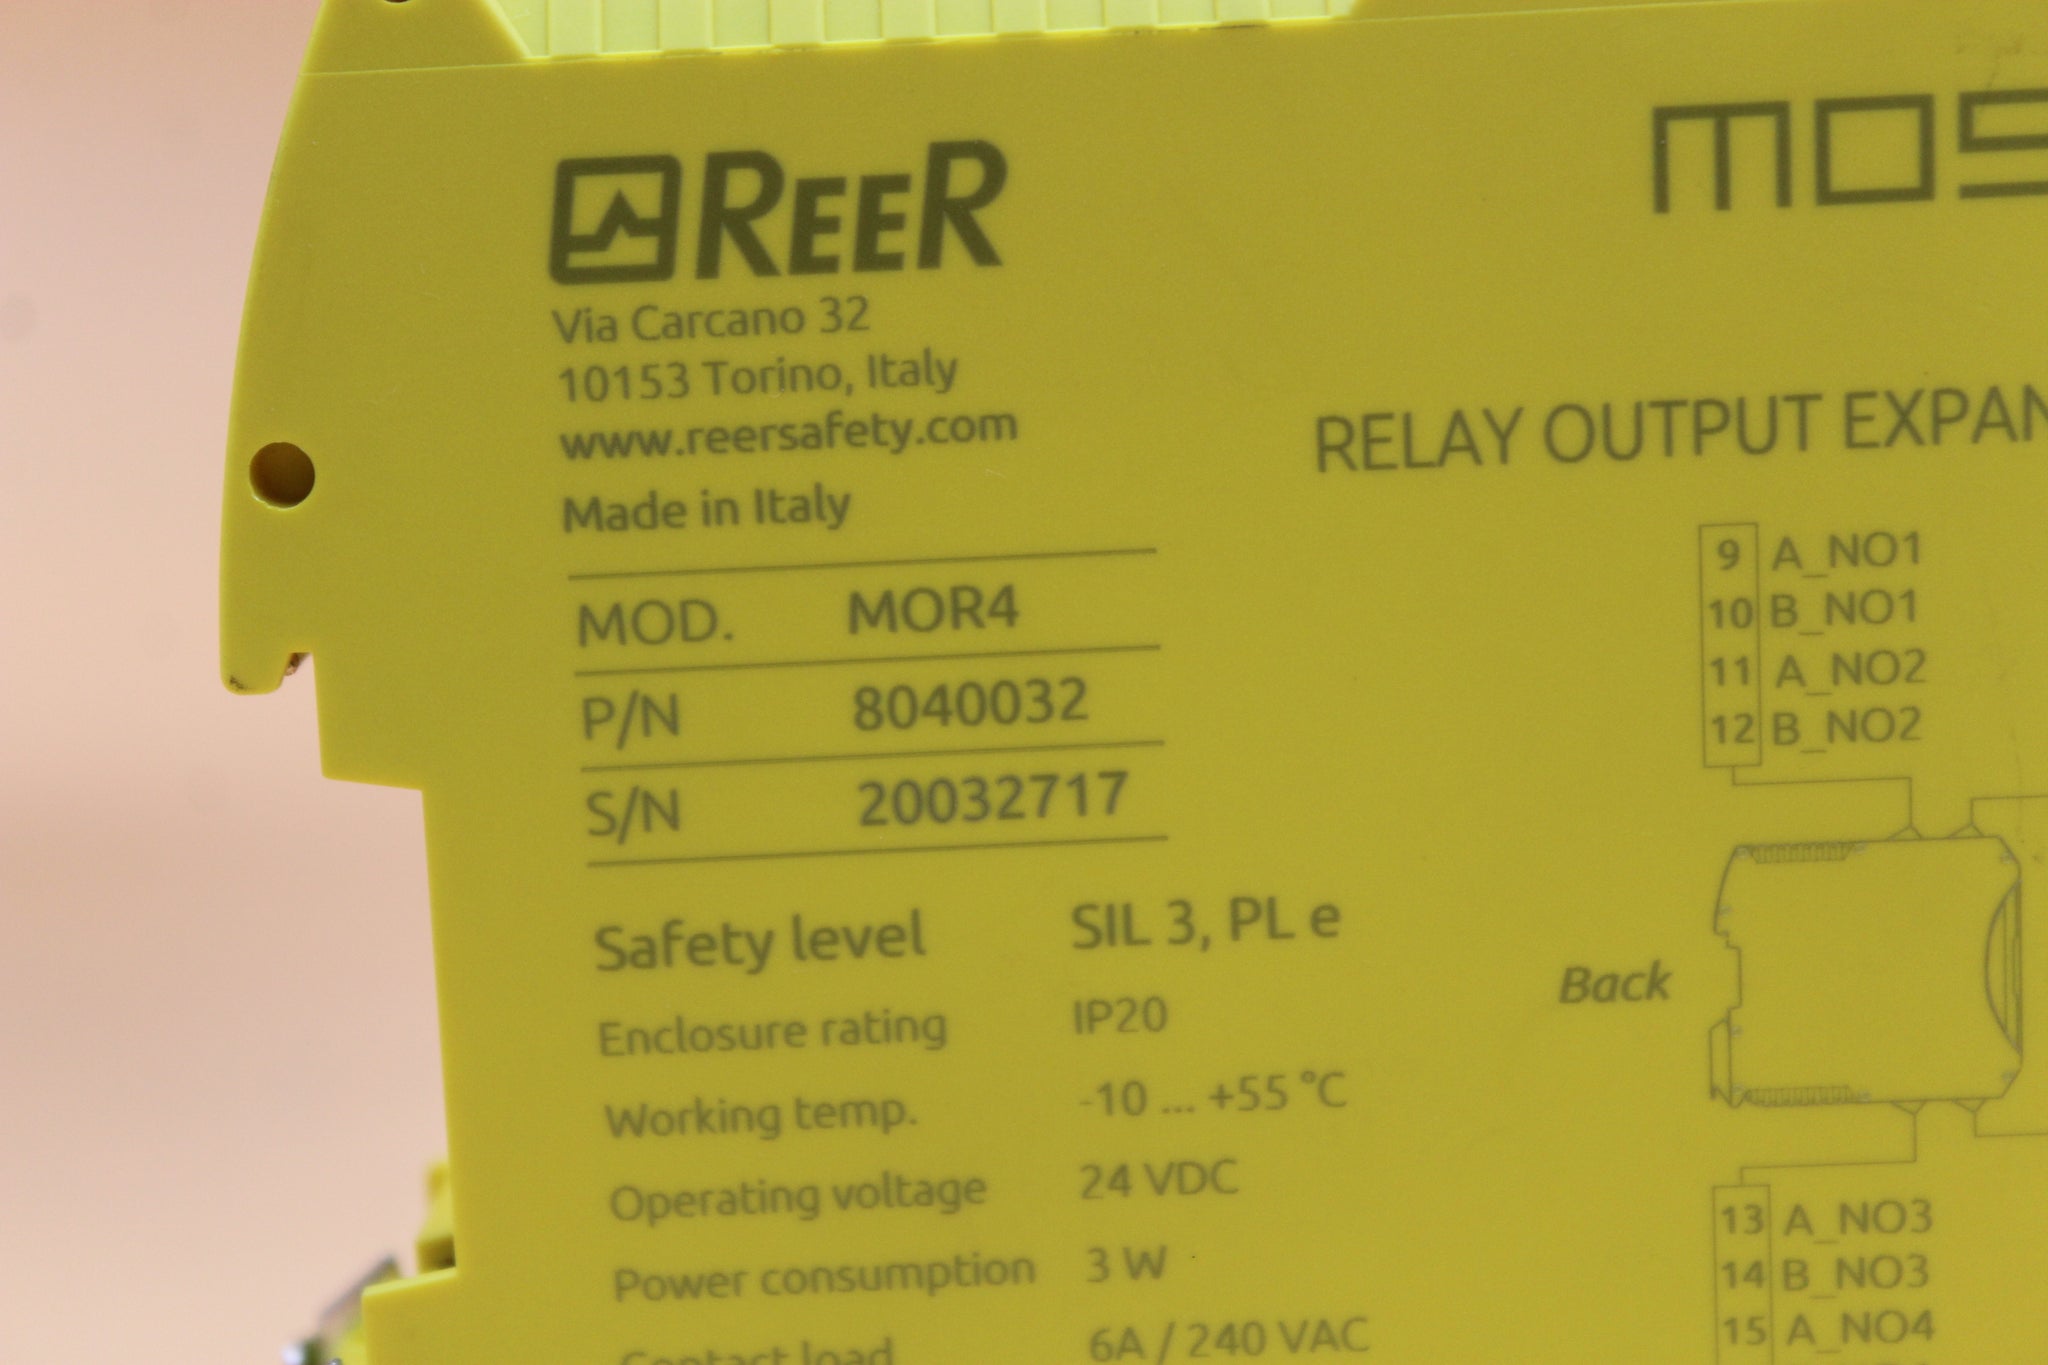 REER
Via Carcano 32
10153 Torino, Italy
www.reersafety.com
Made in Italy
MOD. MOR4
P/N 8040032
S/N 20032717
Safety level SIL 3, PL e
Enclosure rating IP20
Working temp. -10 ... +55 °C
Operating voltage 24 VDC
Power consumption 3 W
Contact load 6A / 240 VAC
MOS
RELAY OUTPUT EXPAN
9 A_NO1
10 B_NO1
11 A_NO2
12 B_NO2
Back
13 A_NO3
14 B_NO3
15 A_NO4